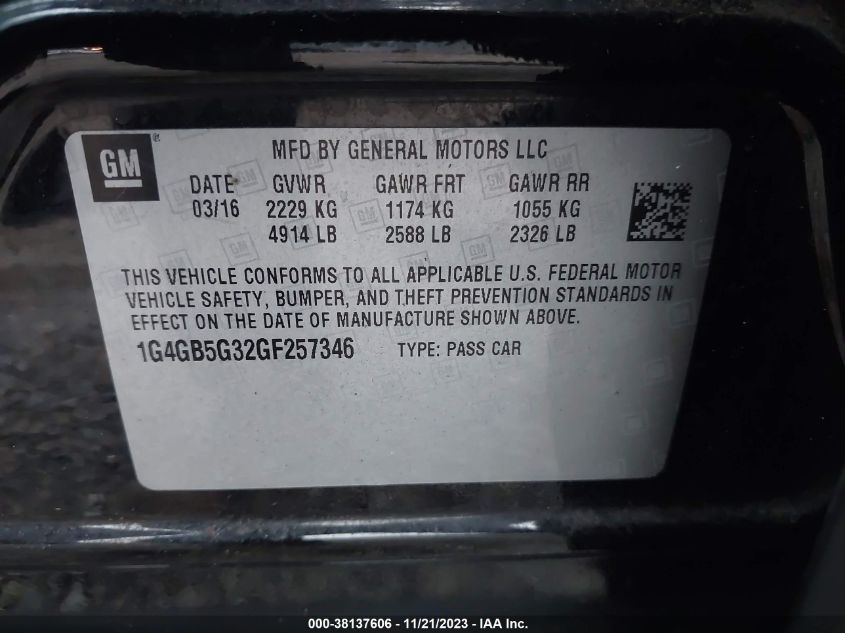 GM
MFD BY GENERAL MOTORS LLC
DATE GVWR GAWR FRT GAWR RR
03/16 2229 KG 1174 KG 1055 KG
4914 LB 2588 LB 2326 LB
THIS VEHICLE CONFORMS TO ALL APPLICABLE U.S. FEDERAL MOTOR
VEHICLE SAFETY, BUMPER, AND THEFT PREVENTION STANDARDS IN
EFFECT ON THE DATE OF MANUFACTURE SHOWN ABOVE.
1G4GB5G32GF257346 TYPE: PASS CAR
000-38137606 - 11/21/2023 - IAA Inc.